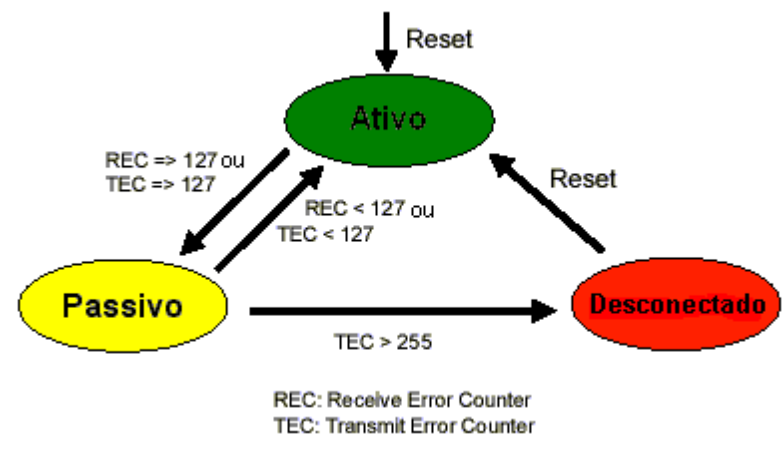 Reset
Ativo
REC => 127 ou
TEC => 127
REC < 127 ou
TEC < 127
Reset
Passivo
Desconectado
TEC > 255
REC: Receive Error Counter
TEC: Transmit Error Counter